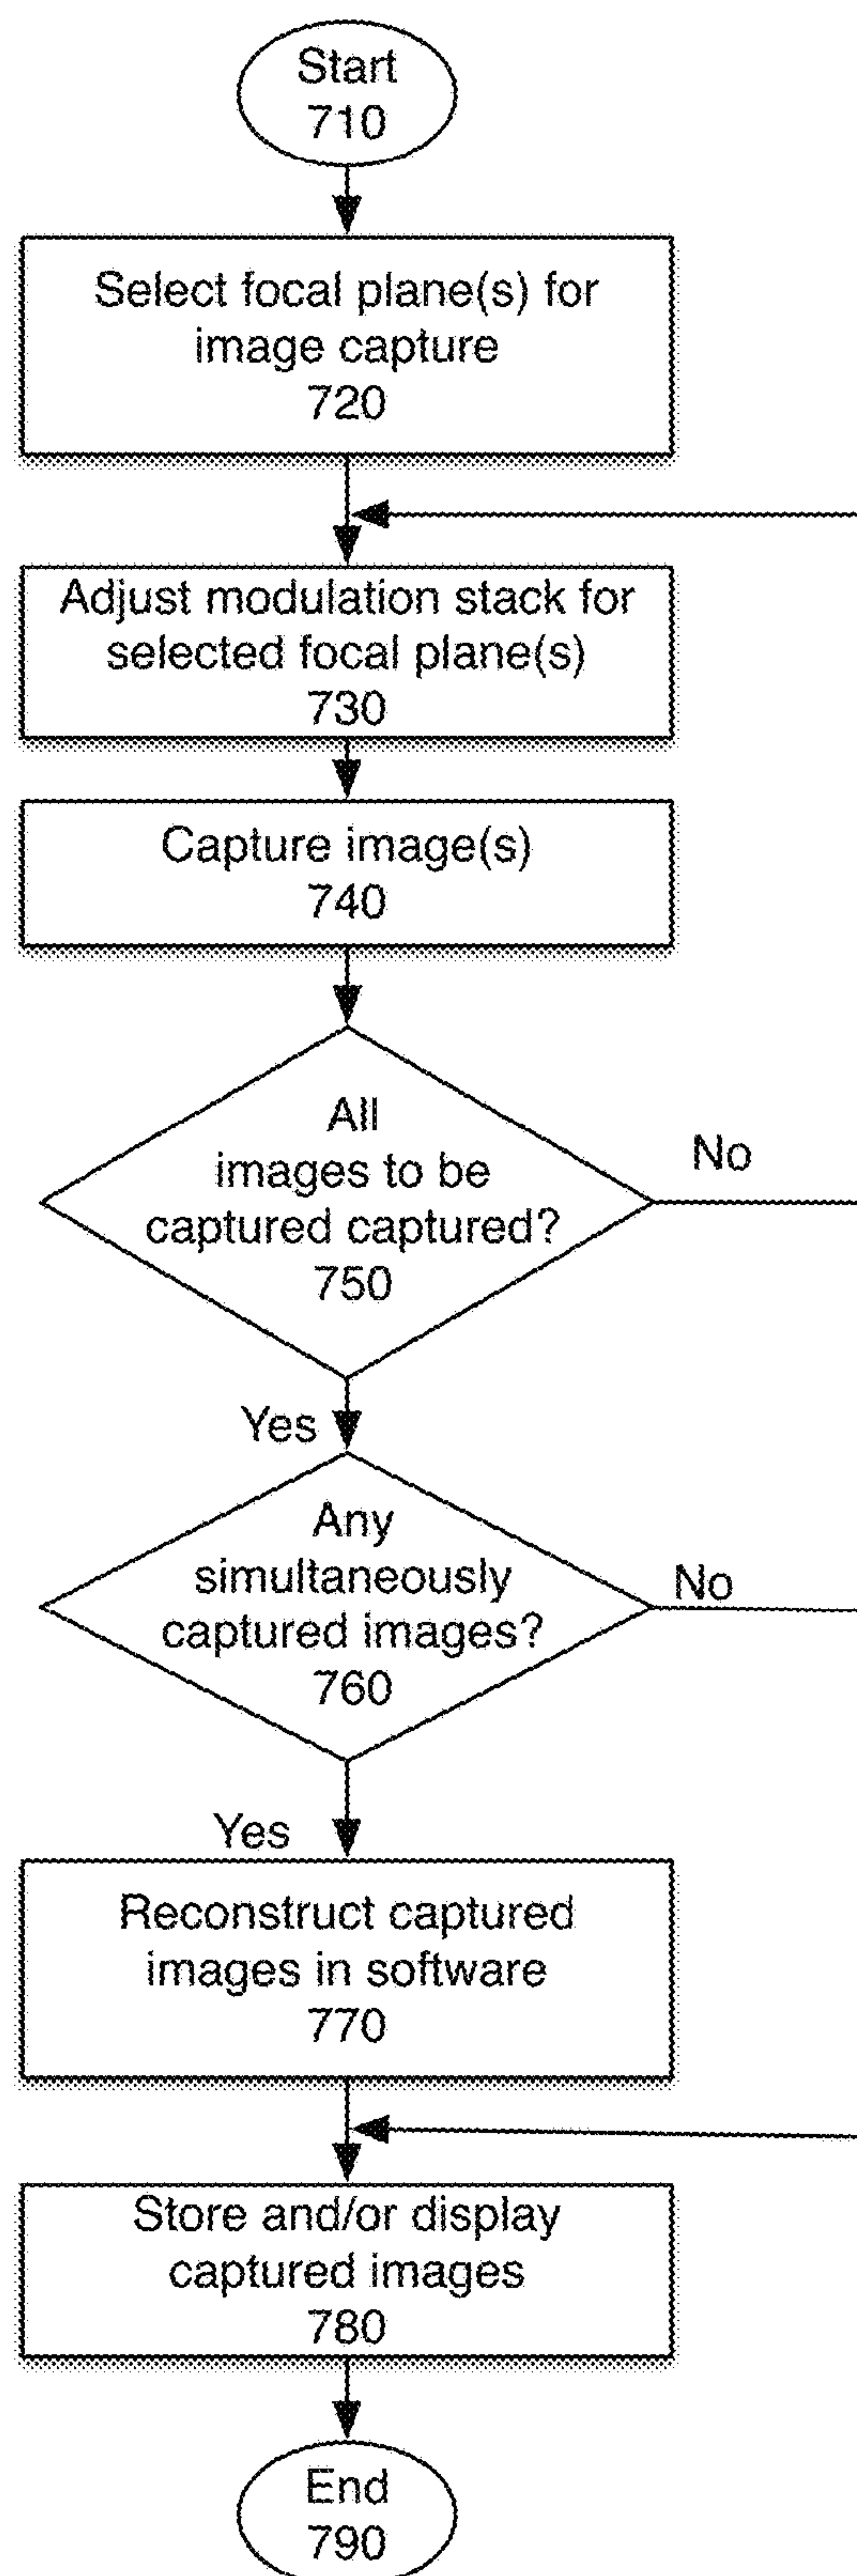 Start
710
Select focal plane(s) for
image capture
720
Adjust modulation stack for
selected focal plane(s)
730
Capture image(s)
740
All
images to be
captured captured?
750
No
Yes
Any
simultaneously
captured images?
760
No
Yes
Reconstruct captured
images in software
770
Store and/or display
captured images
780
End
790